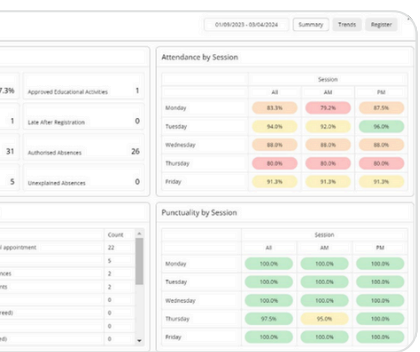 01/09/2023 - 03/04/2024 Summary Trends Register
7.3% Approved Educational Activities 1
1 Late After Registration 0
31 Authorised Absences 26
5 Unexplained Absences 0
Attendance by Session
Session
All AM PM
Monday 83.3% 79.2% 87.5%
Tuesday 94.0% 92.0% 96.0%
Wednesday 88.0% 88.0% 88.0%
Thursday 80.0% 80.0% 80.0%
Friday 91.3% 91.3% 91.3%
Count
appointment 22
5
nces 2
nts 2
0
reed) 0
0
nd) 0
Punctuality by Session
Session
All AM PM
Monday 100.0% 100.0% 100.0%
Tuesday 100.0% 100.0% 100.0%
Wednesday 100.0% 100.0% 100.0%
Thursday 97.5% 95.0% 100.0%
Friday 100.0% 100.0% 100.0%